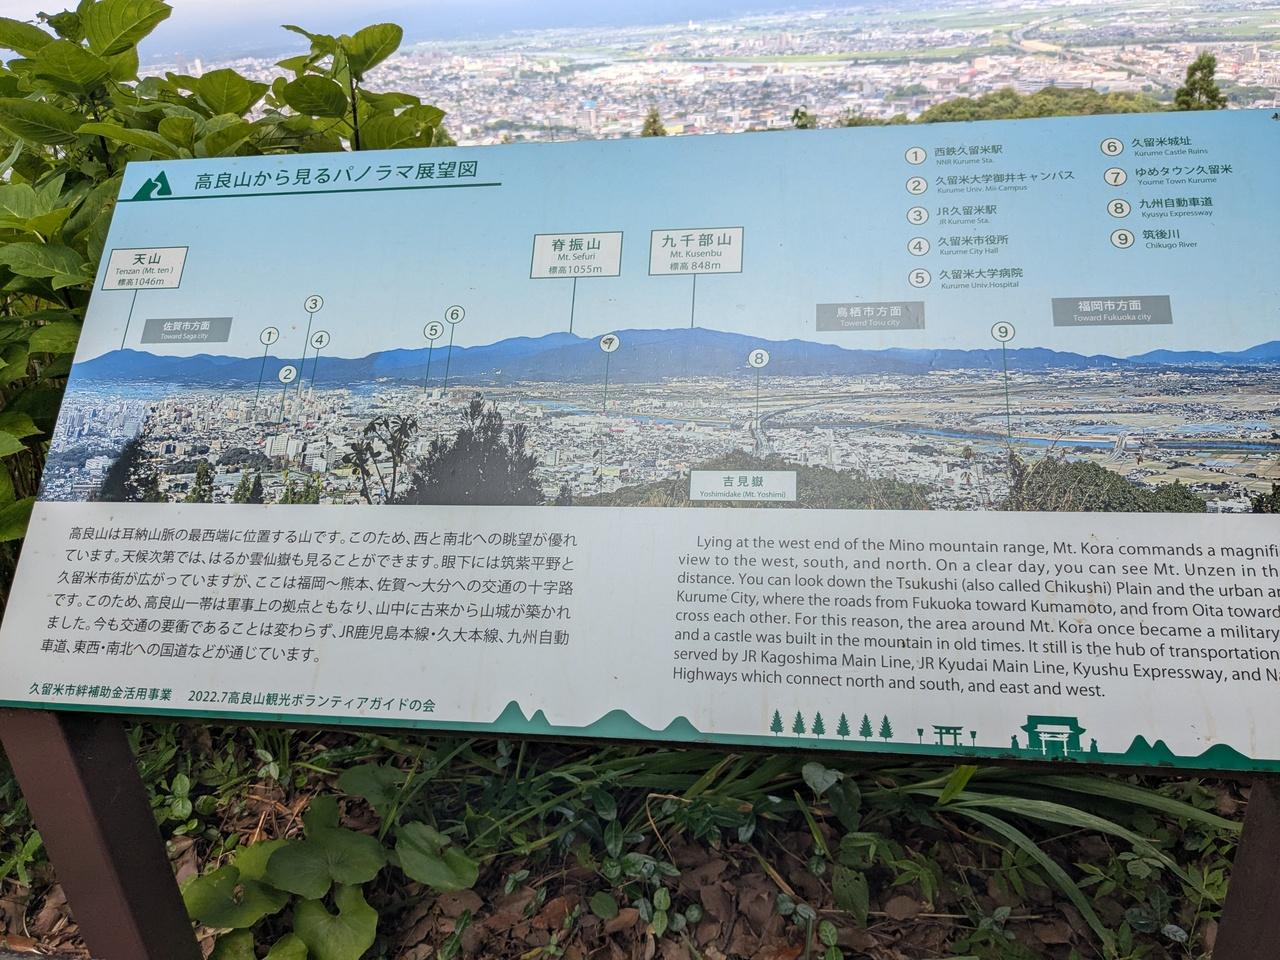 高良山から見るパノラマ展望図
天山
Tenzan (Mt. ten)
標高1046m
佐賀市方面
Toward Saga city
脊振山
Mt. Sefuri
標高1055m
九千部山
Mt. Kusenbu
標高848m
鳥栖市方面
Towerd Tosu city
福岡市方面
Toward Fukuoka city
① 西鉄久留米駅
NNR Kurume Sta.
② 久留米大学御井キャンパス
Kurume Univ. Mii-Campus
③ JR久留米駅
JR Kurume Sta.
④ 久留米市役所
Kurume City Hall
⑤ 久留米大学病院
Kurume Univ.Hospital
⑥ 久留米城址
Kurume Castle Ruins
⑦ ゆめタウン久留米
Youme Town Kurume
⑧ 九州自動車道
Kyusyu Expressway
⑨ 筑後川
Chikugo River
①
②
③
④
⑤
⑥
⑦
⑧
⑨
吉見嶽
Yoshimidake (Mt. Yoshimi)
高良山は耳納山脈の最西端に位置する山です。このため、西と南北への眺望が優れ
ています。天候次第では、はるか雲仙嶽も見ることができます。眼下には筑紫平野と
久留米市街が広がっていますが、ここは福岡～熊本、佐賀～大分への交通の十字路
です。このため、高良山一帯は軍事上の拠点ともなり、山中に古来から山城が築かれ
ました。今も交通の要衝であることは変わらず、JR鹿児島本線・久大本線、九州自動
車道、東西・南北への国道などが通じています。
Lying at the west end of the Mino mountain range, Mt. Kora commands a magnifi
view to the west, south, and north. On a clear day, you can see Mt. Unzen in th
distance. You can look down the Tsukushi (also called Chikushi) Plain and the urban a
Kurume City, where the roads from Fukuoka toward Kumamoto, and from Oita toward
cross each other. For this reason, the area around Mt. Kora once became a military
and a castle was built in the mountain in old times. It still is the hub of transportation
served by JR Kagoshima Main Line, JR Kyudai Main Line, Kyushu Expressway, and Na
Highways which connect north and south, and east and west.
久留米市絆補助金活用事業 2022.7高良山観光ボランティアガイドの会